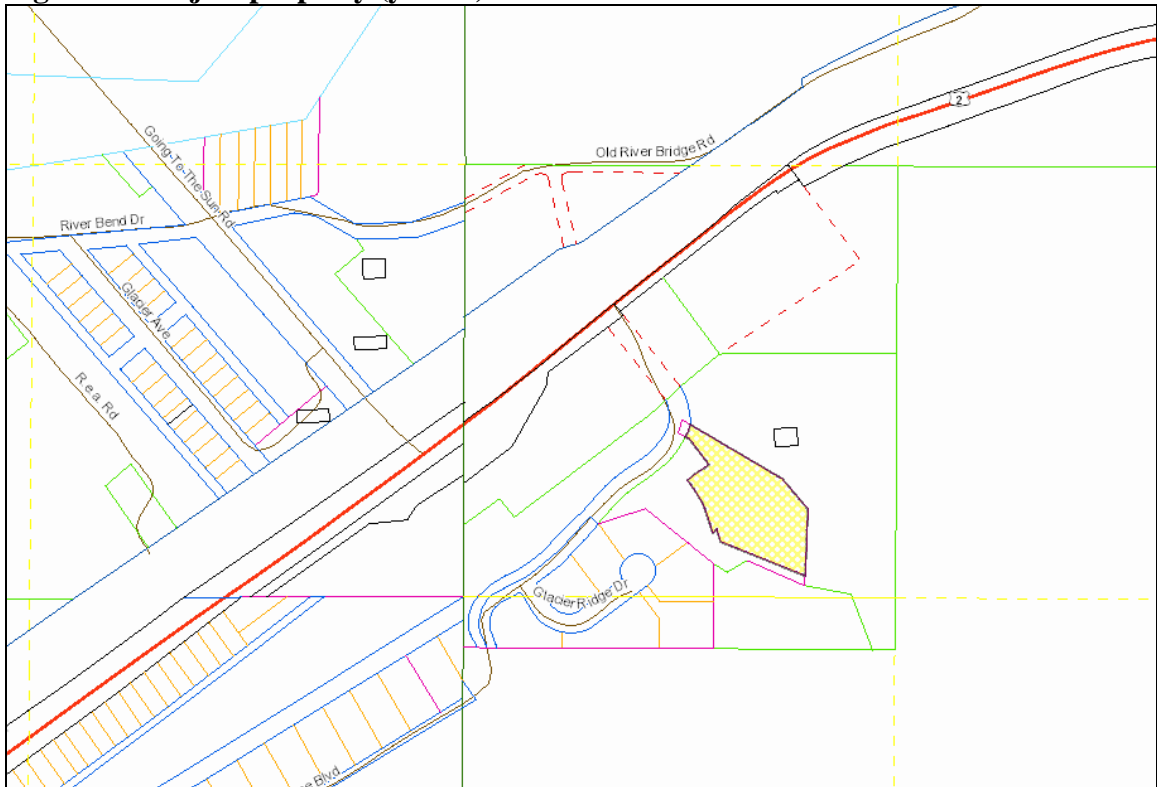 2
Old River Bridge Rd
Going-To-The-Sun-Rd
River Bend Dr
Glacier Ave
R e a Rd
Glacier Ridge Dr
Blvd